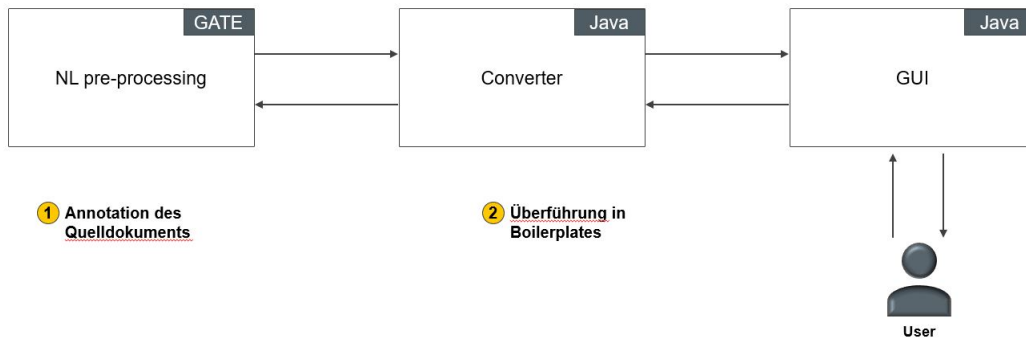 GATE
NL pre-processing
Java
Converter
Java
GUI
1 Annotation des
Quelldokuments
2 Überführung in
Boilerplates
User